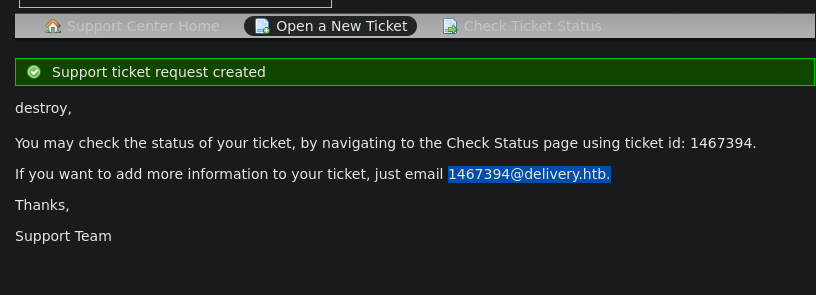 Support Center Home Open a New Ticket Check Ticket Status
Support ticket request created
destroy,
You may check the status of your ticket, by navigating to the Check Status page using ticket id: 1467394.
If you want to add more information to your ticket, just email 1467394@delivery.htb.
Thanks,
Support Team